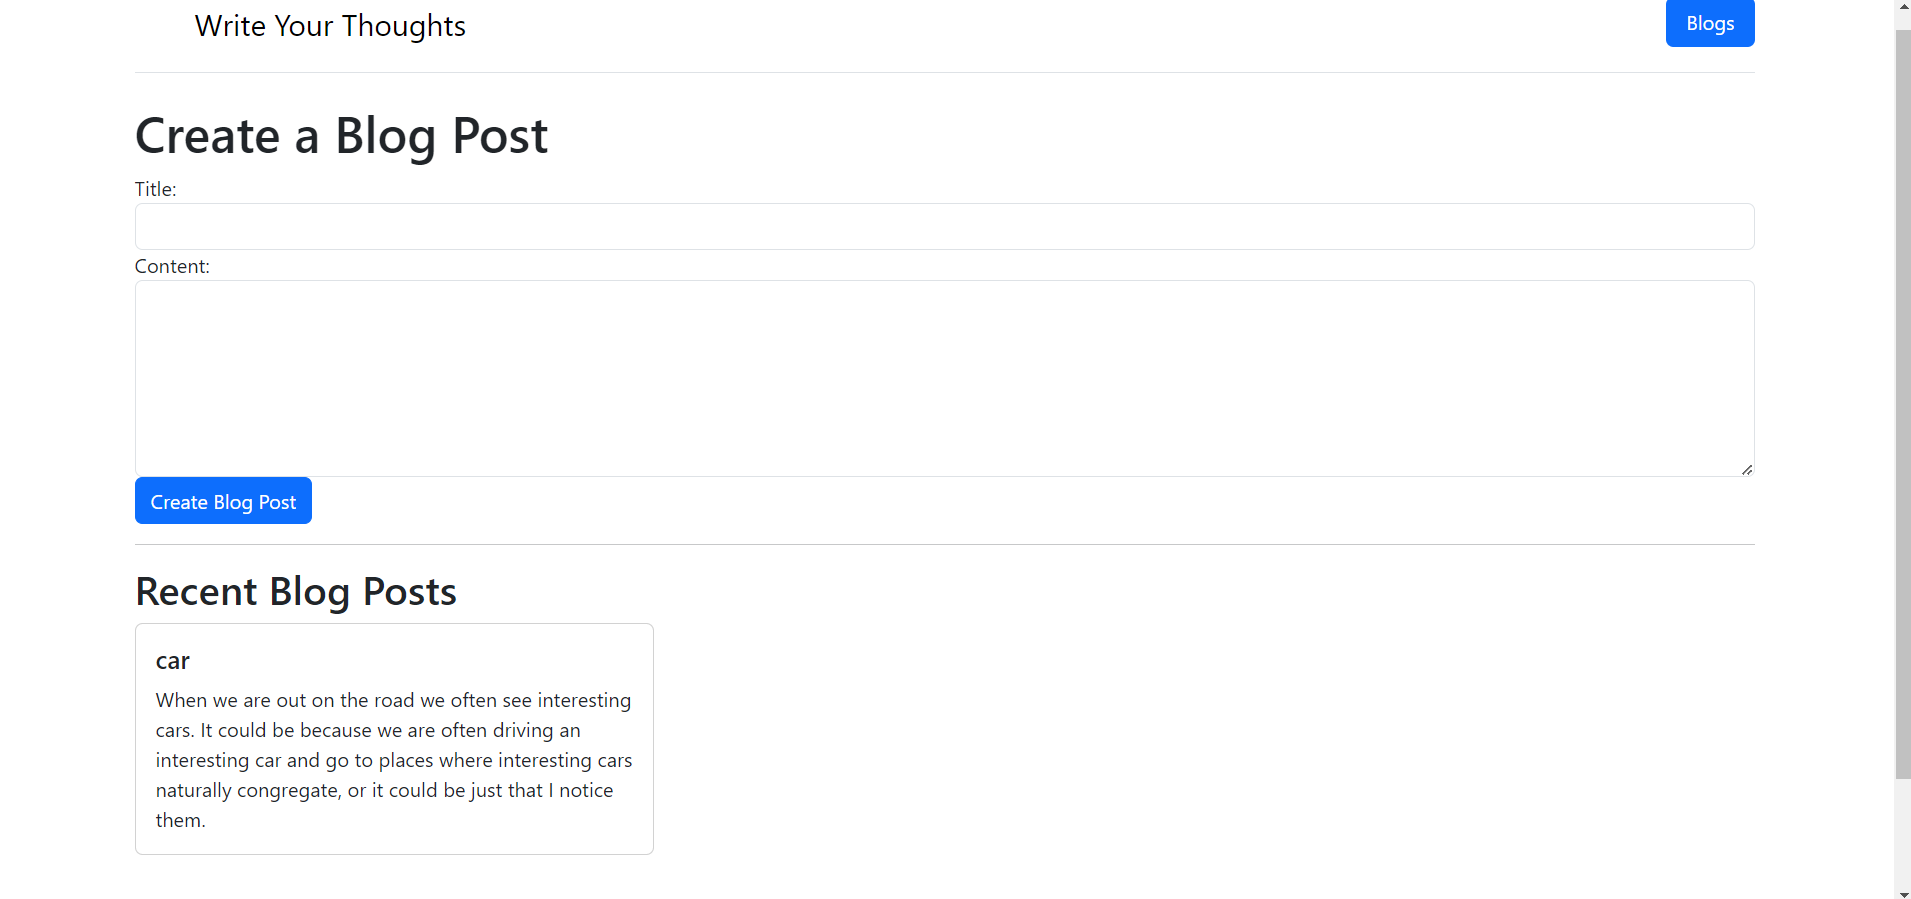 Write Your Thoughts
Blogs
Create a Blog Post
Title:
Content:
Create Blog Post
Recent Blog Posts
car
When we are out on the road we often see interesting
cars. It could be because we are often driving an
interesting car and go to places where interesting cars
naturally congregate, or it could be just that I notice
them.